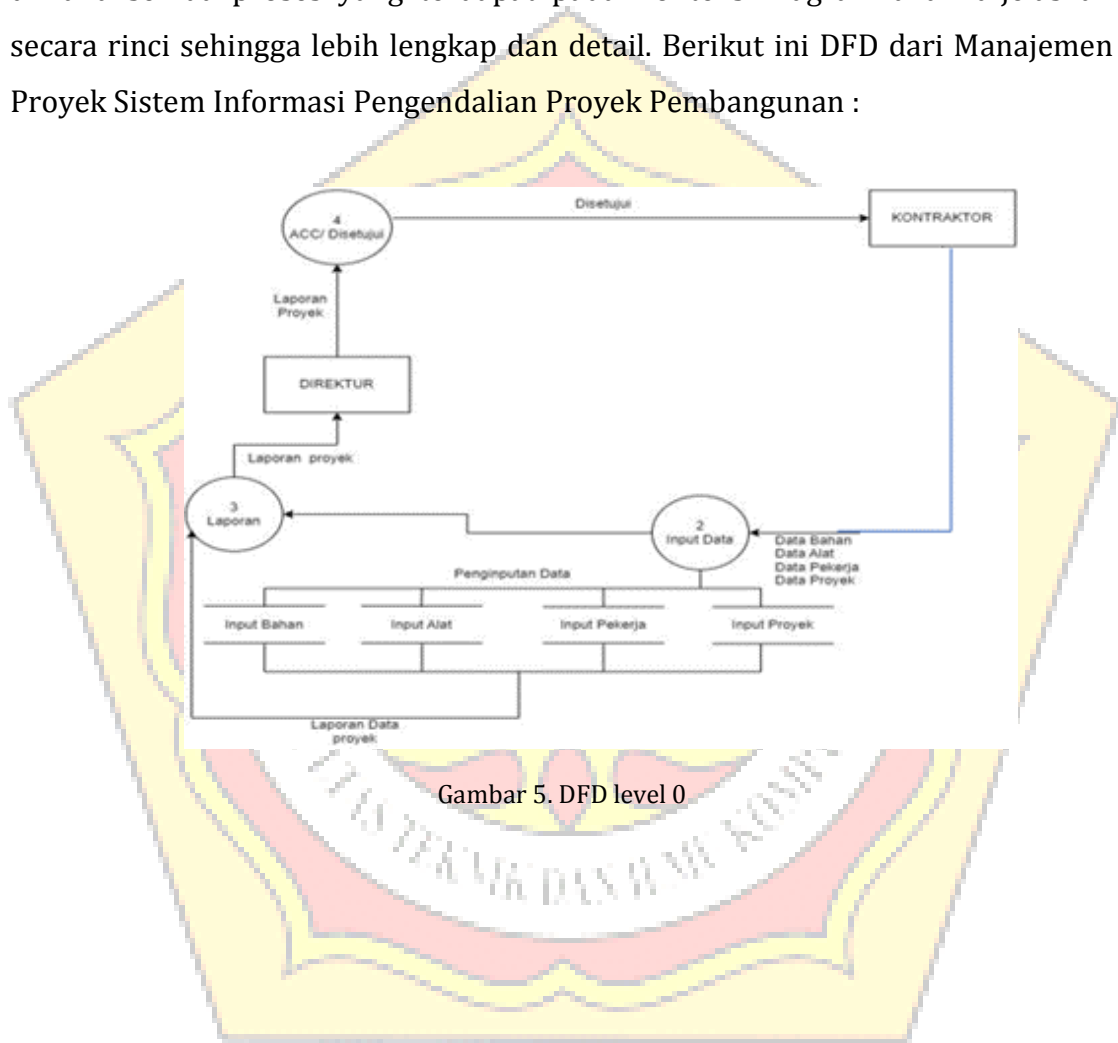 secara rinci sehingga lebih lengkap dan detail. Berikut ini DFD dari Manajemen
Proyek Sistem Informasi Pengendalian Proyek Pembangunan :
4
ACC/ Disetujui
Disetujui
KONTRAKTOR
Laporan
Proyek
DIREKTUR
Laporan proyek
3
Laporan
2
Input Data
Data Bahan
Data Alat
Data Pekerja
Data Proyek
Penginputan Data
Input Bahan
Input Alat
Input Pekerja
Input Proyek
Laporan Data
proyek
Gambar 5. DFD level 0
TEKNIK DAN ILMU